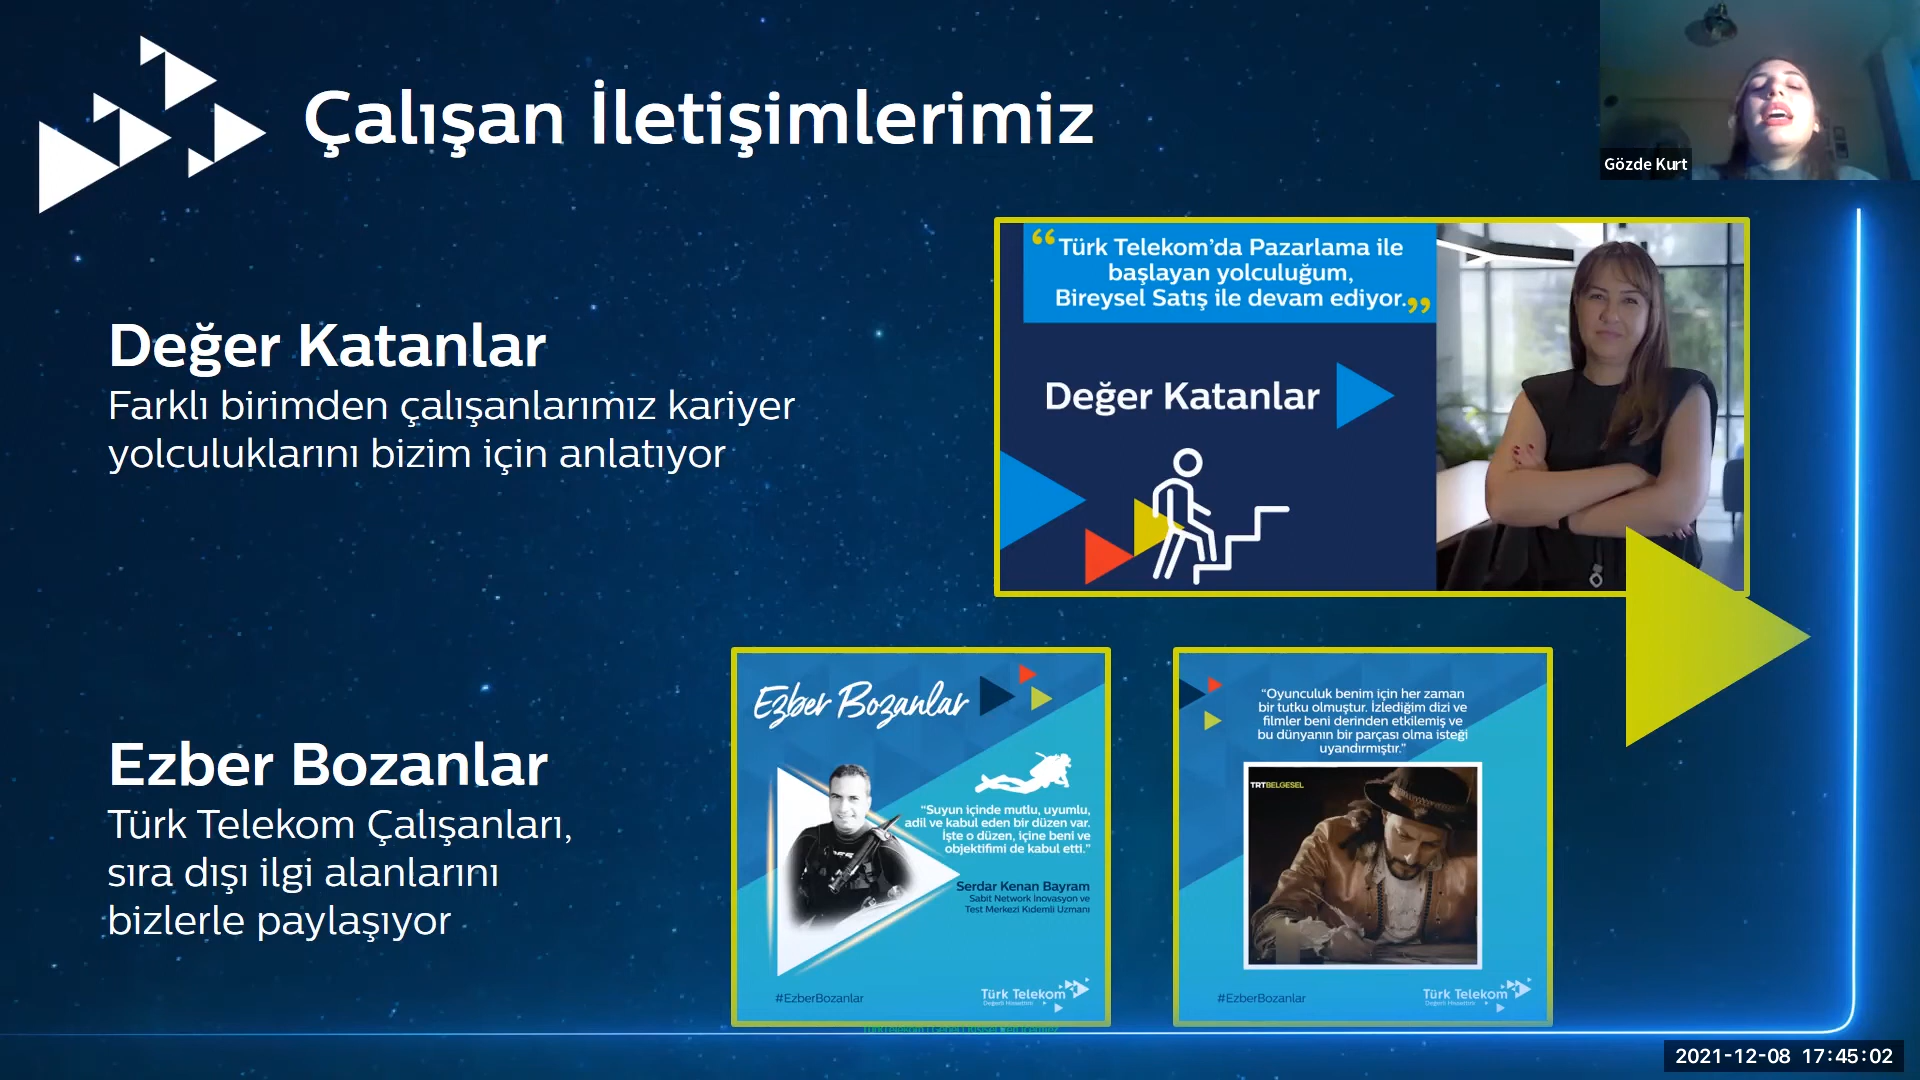 Çalışan İletişimlerimiz
Gözde Kurt
Değer Katanlar
Farklı birimden çalışanlarımız kariyer
yolculuklarını bizim için anlatıyor
“Türk Telekom’da Pazarlama ile
başlayan yolculuğum,
Bireysel Satış ile devam ediyor.”
Değer Katanlar
Ezber Bozanlar
Türk Telekom Çalışanları,
sıra dışı ilgi alanlarını
bizlerle paylaşıyor
Ezber Bozanlar
“Suyun içinde mutlu, uyumlu,
adil ve kabul eden bir düzen var.
İşte o düzen, içine beni ve
objektifimi de kabul etti.”
Serdar Kenan Bayram
Sabit Network İnovasyon ve
Test Merkezi Kıdemli Uzmanı
#EzberBozanlar
Türk Telekom
Değerli Hissettirir
“Oyunculuk benim için her zaman
bir tutku olmuştur. İzlediğim dizi ve
filmler beni derinden etkilemiş ve
bu dünyanın bir parçası olma isteği
uyandırmıştır.”
TRTBELGESEL
#EzberBozanlar
Türk Telekom
Değerli Hissettirir
2021-12-08 17:45:02